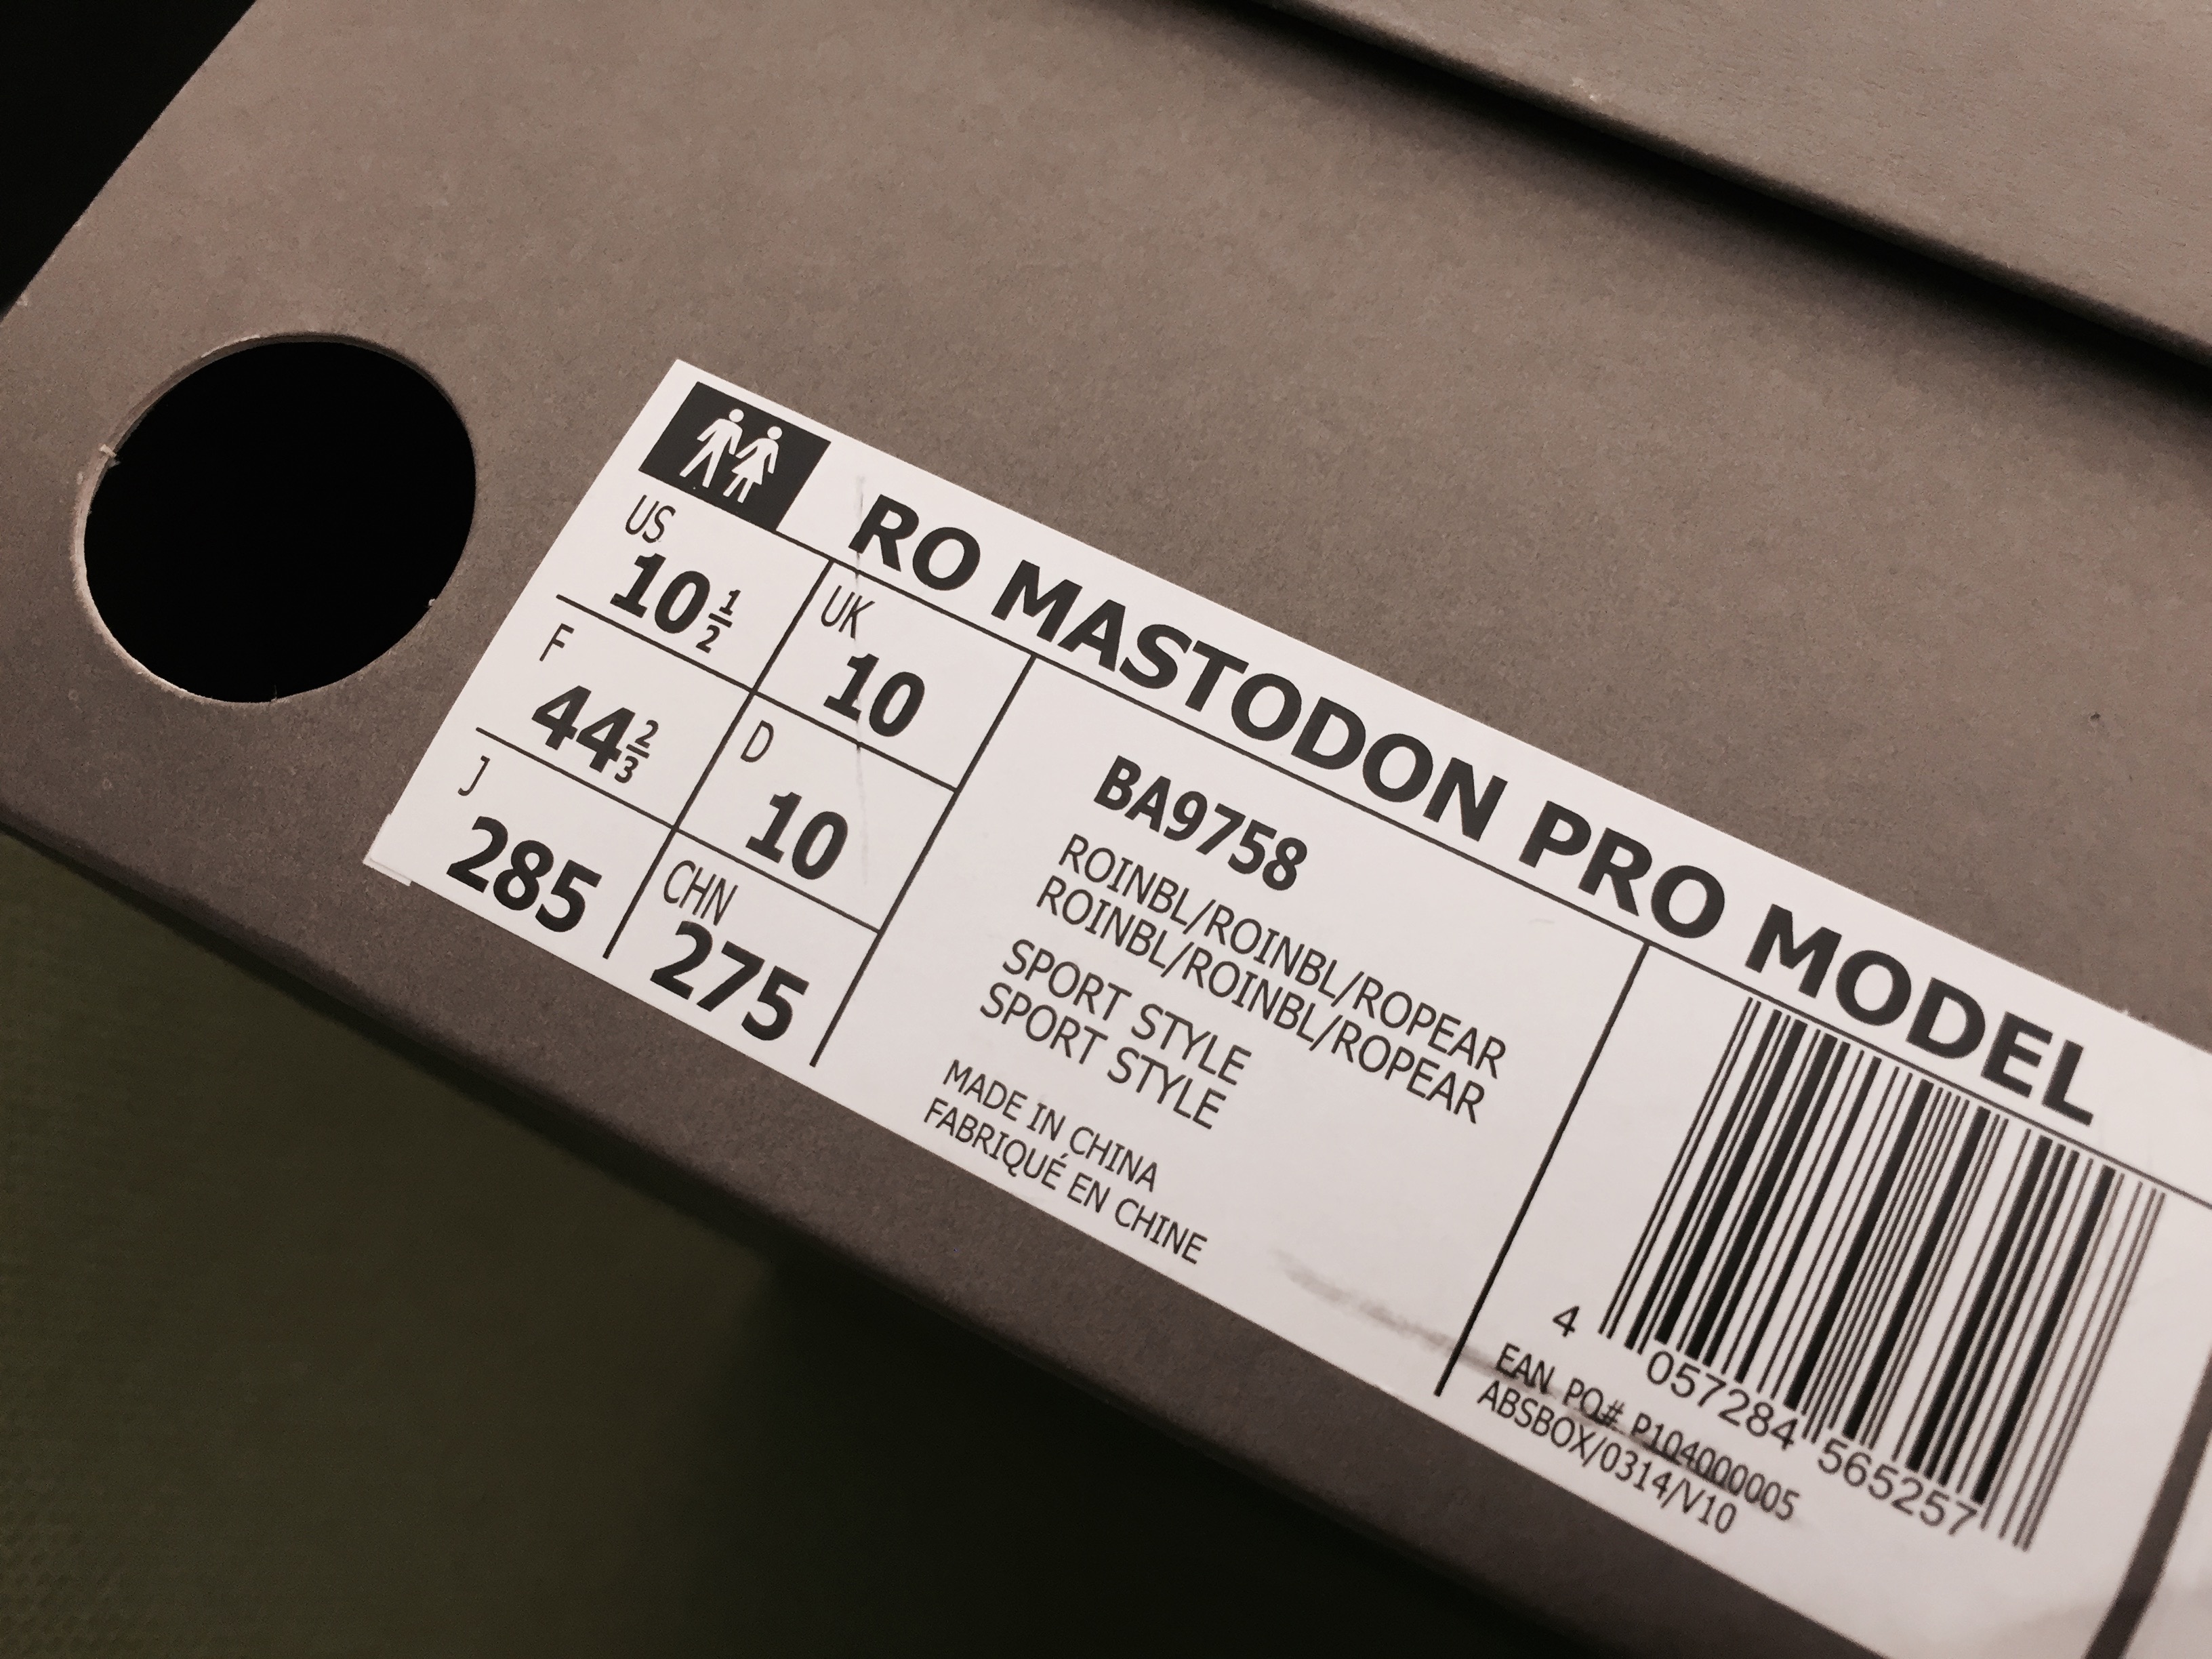 RO MASTODON PRO MODEL
US
10 1/2
UK
10
F
44 2/3
D
10
J
285
CHN
275
BA9758
ROINBL/ROINBL/ROPEAR
ROINBL/ROINBL/ROPEAR
SPORT STYLE
SPORT STYLE
MADE IN CHINA
FABRIQUÉ EN CHINE
4 057284 565257
EAN PO# P104000005
ABSBOX/0314/V10